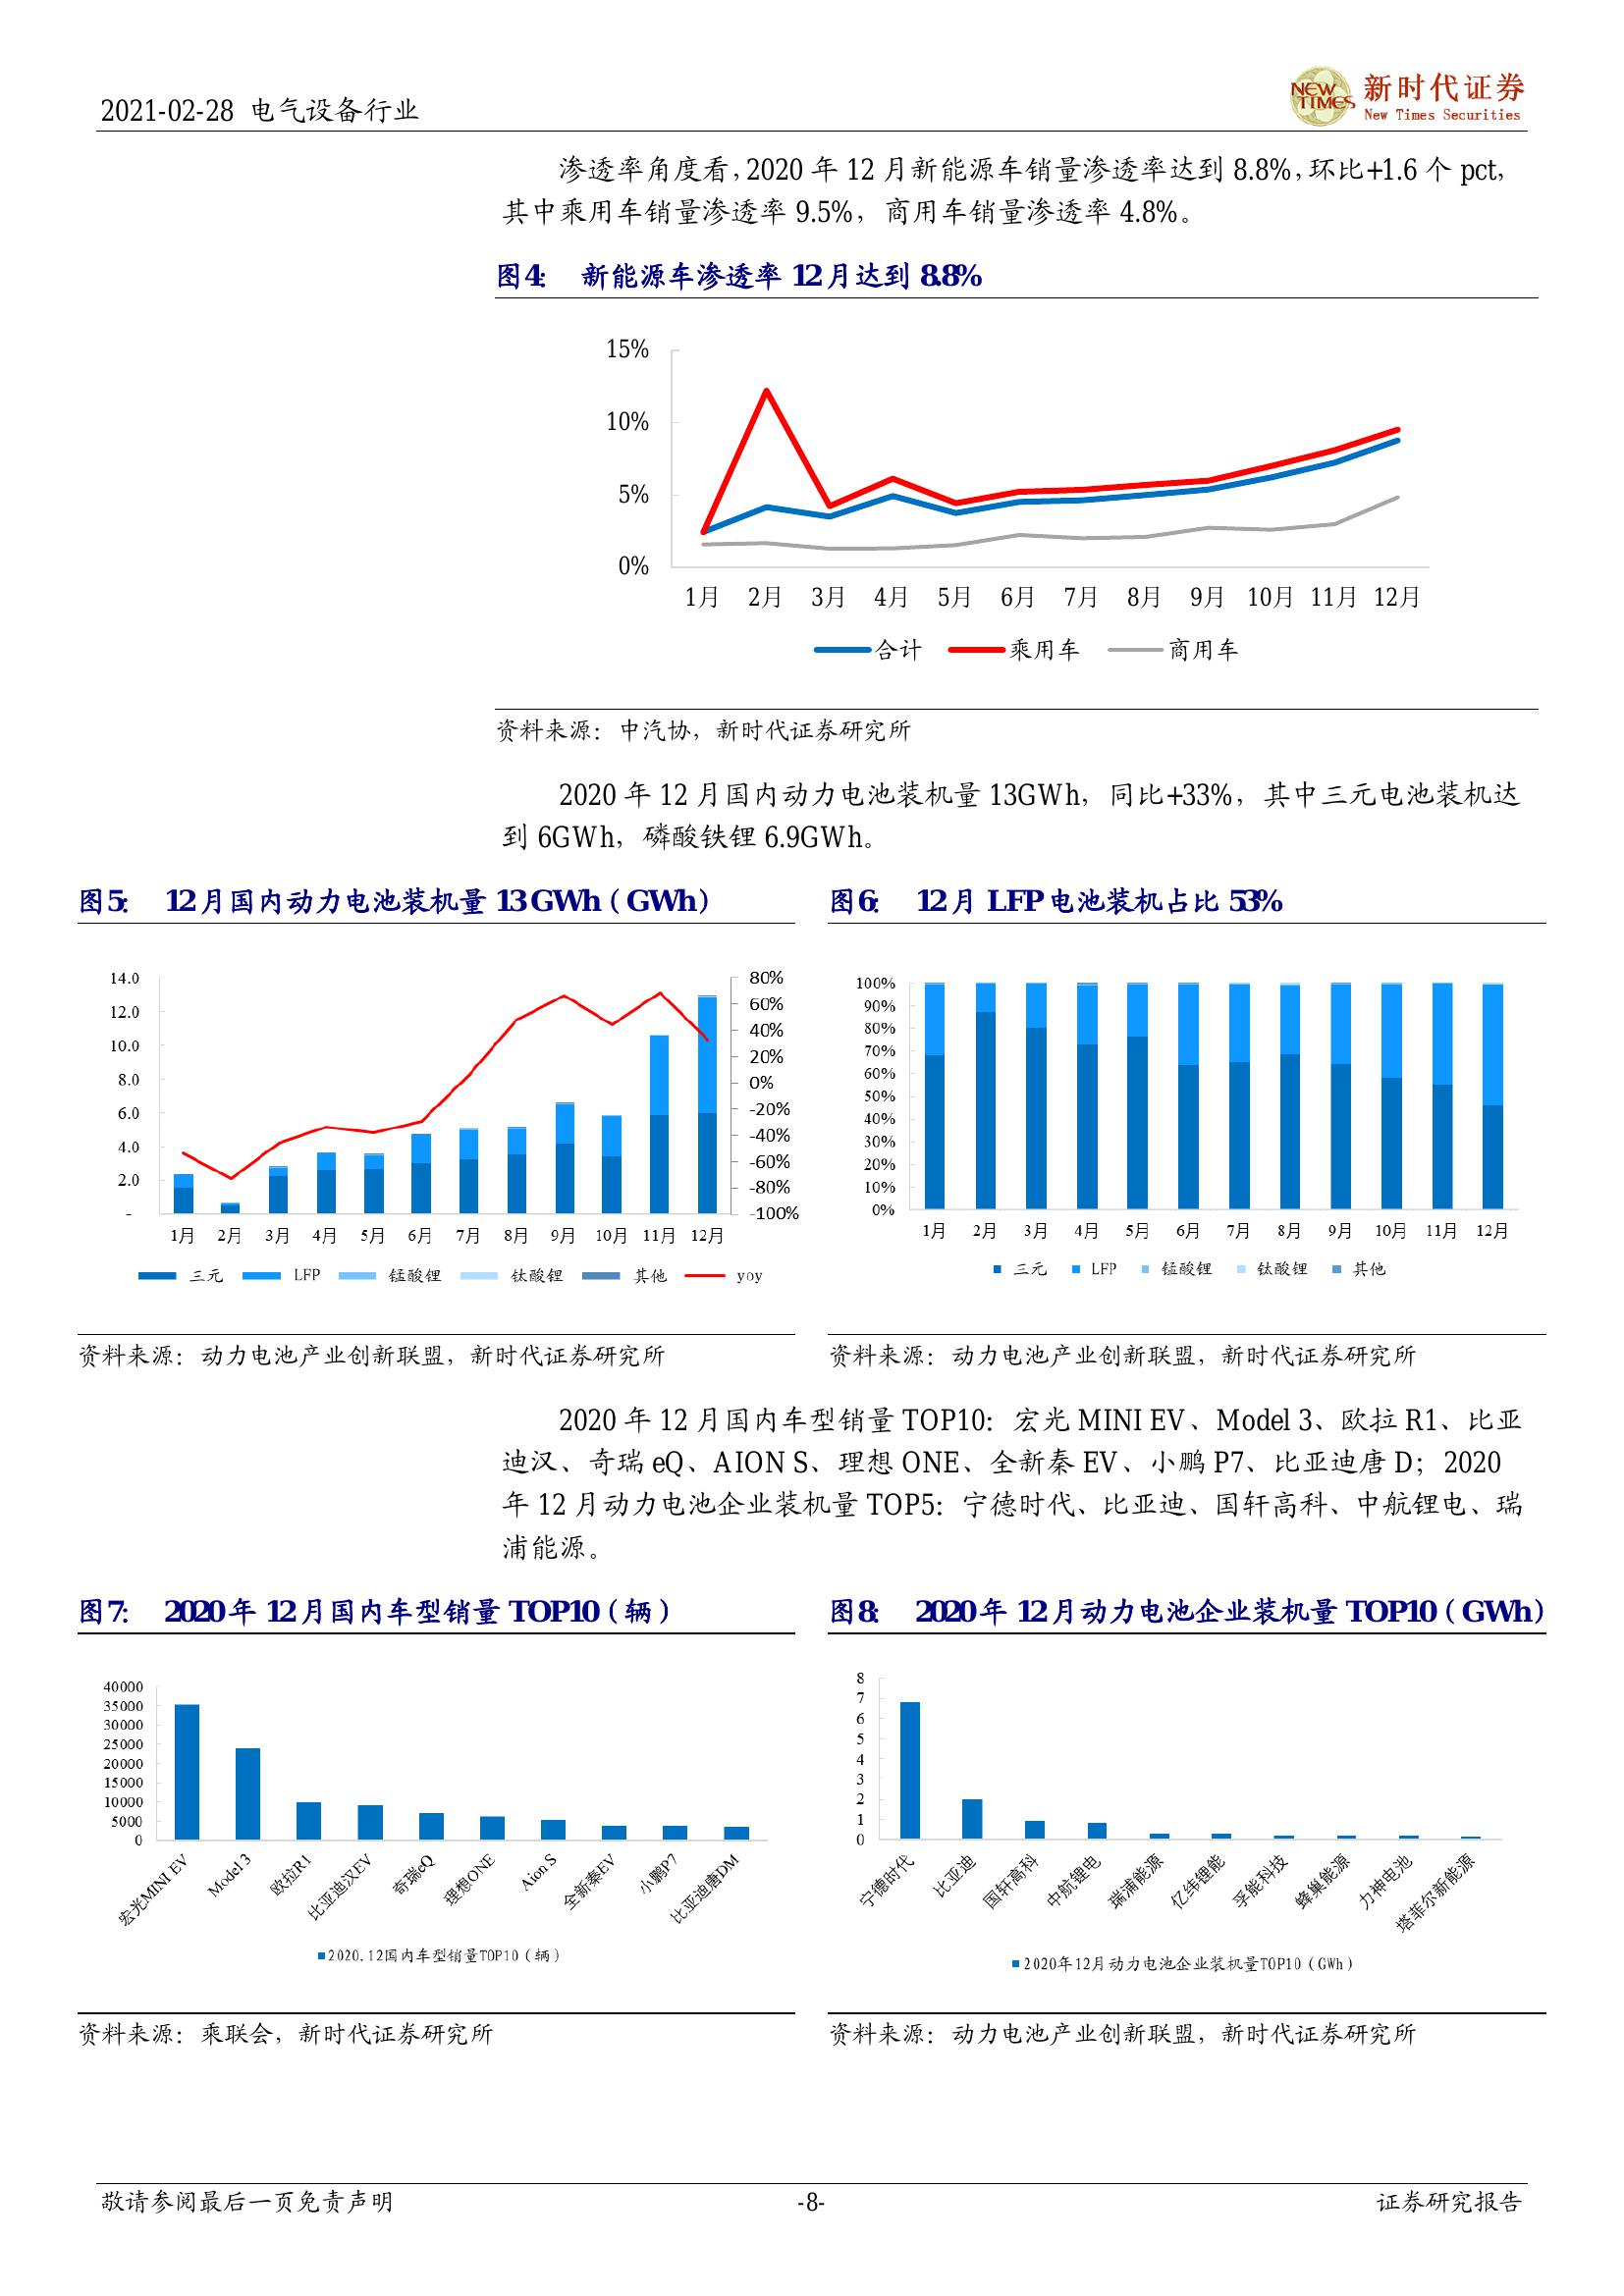 2021-02-28 电气设备行业
NEW TIMES
新时代证券
New Times Securities
渗透率角度看，2020 年 12 月新能源车销量渗透率达到 8.8%，环比+1.6 个 pct，
其中乘用车销量渗透率 9.5%，商用车销量渗透率 4.8%。
图4： 新能源车渗透率 12 月达到 8.8%
15%
10%
5%
0%
1月 2月 3月 4月 5月 6月 7月 8月 9月 10月 11月 12月
合计 乘用车 商用车
资料来源：中汽协，新时代证券研究所
2020 年 12 月国内动力电池装机量 13GWh，同比+33%，其中三元电池装机达
到 6GWh，磷酸铁锂 6.9GWh。
图5： 12 月国内动力电池装机量 13 GWh（GWh）
14.0
12.0
10.0
8.0
6.0
4.0
2.0
-
80%
60%
40%
20%
0%
-20%
-40%
-60%
-80%
-100%
1月 2月 3月 4月 5月 6月 7月 8月 9月 10月 11月 12月
三元 LFP 锰酸锂 钛酸锂 其他 yoy
资料来源：动力电池产业创新联盟，新时代证券研究所
图6： 12 月 LFP 电池装机占比 53%
100%
90%
80%
70%
60%
50%
40%
30%
20%
10%
0%
1月 2月 3月 4月 5月 6月 7月 8月 9月 10月 11月 12月
三元 LFP 锰酸锂 钛酸锂 其他
资料来源：动力电池产业创新联盟，新时代证券研究所
2020 年 12 月国内车型销量 TOP10：宏光 MINI EV、Model 3、欧拉 R1、比亚
迪汉、奇瑞 eQ、AION S、理想 ONE、全新秦 EV、小鹏 P7、比亚迪唐 D；2020
年 12 月动力电池企业装机量 TOP5：宁德时代、比亚迪、国轩高科、中航锂电、瑞
浦能源。
图7： 2020 年 12 月国内车型销量 TOP10（辆）
40000
35000
30000
25000
20000
15000
10000
5000
0
宏光MINI EV
Model 3
欧拉R1
比亚迪汉EV
奇瑞eQ
理想ONE
Aion S
全新秦EV
小鹏P7
比亚迪唐DM
2020.12国内车型销量TOP10（辆）
资料来源：乘联会，新时代证券研究所
图8： 2020 年 12 月动力电池企业装机量 TOP10（GWh）
8
7
6
5
4
3
2
1
0
宁德时代
比亚迪
国轩高科
中航锂电
瑞浦能源
亿纬锂能
孚能科技
蜂巢能源
力神电池
塔菲尔新能源
2020年12月动力电池企业装机量TOP10（GWh）
资料来源：动力电池产业创新联盟，新时代证券研究所
敬请参阅最后一页免责声明
-8-
证券研究报告